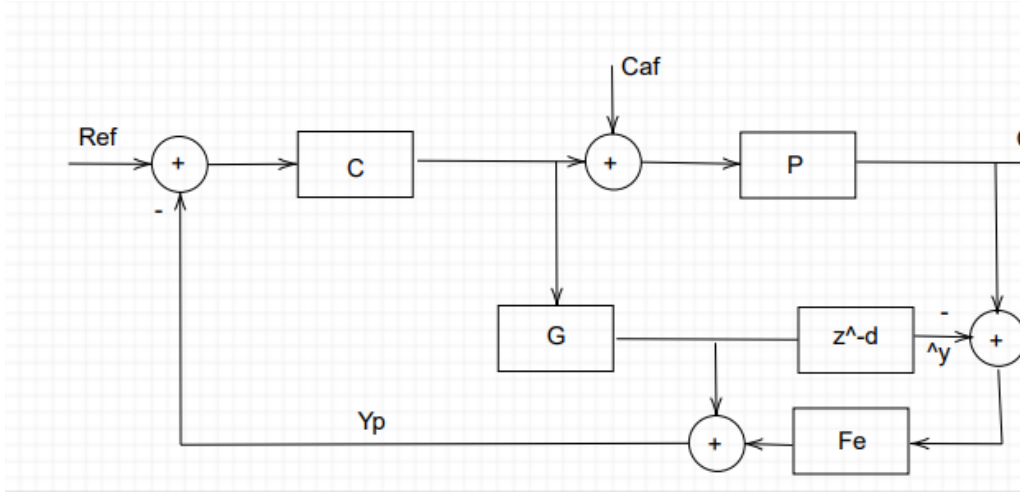 Caf
Ref
+
C
+
P
-
G
z^-d
-
^y
+
Yp
+
Fe